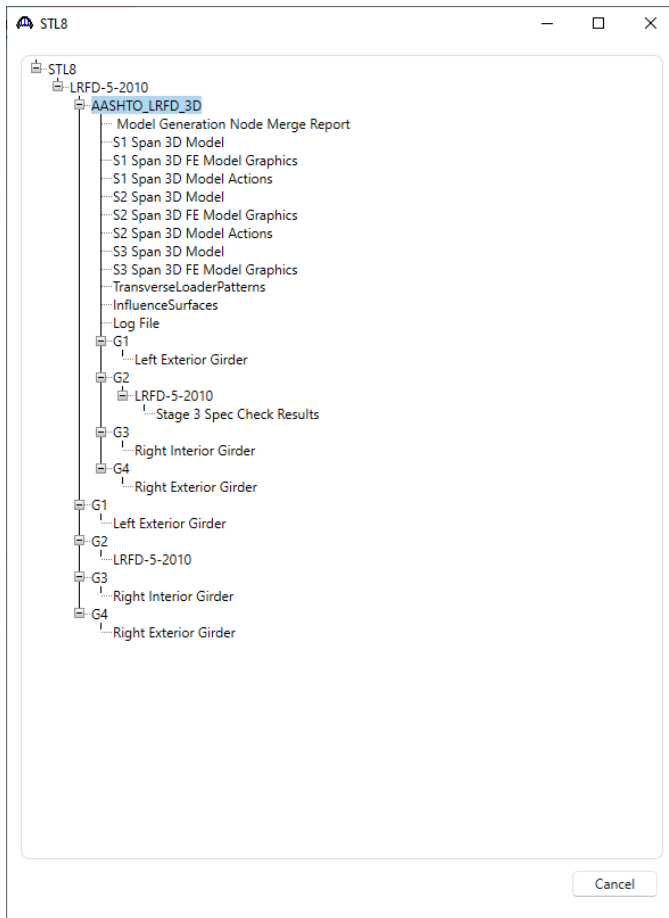 STL8
STL8
LRFD-5-2010
AASHTO_LRFD_3D
Model Generation Node Merge Report
S1 Span 3D Model
S1 Span 3D FE Model Graphics
S1 Span 3D Model Actions
S2 Span 3D Model
S2 Span 3D FE Model Graphics
S2 Span 3D Model Actions
S3 Span 3D Model
S3 Span 3D FE Model Graphics
TransverseLoaderPatterns
InfluenceSurfaces
Log File
G1
Left Exterior Girder
G2
LRFD-5-2010
Stage 3 Spec Check Results
G3
Right Interior Girder
G4
Right Exterior Girder
G1
Left Exterior Girder
G2
LRFD-5-2010
G3
Right Interior Girder
G4
Right Exterior Girder
Cancel